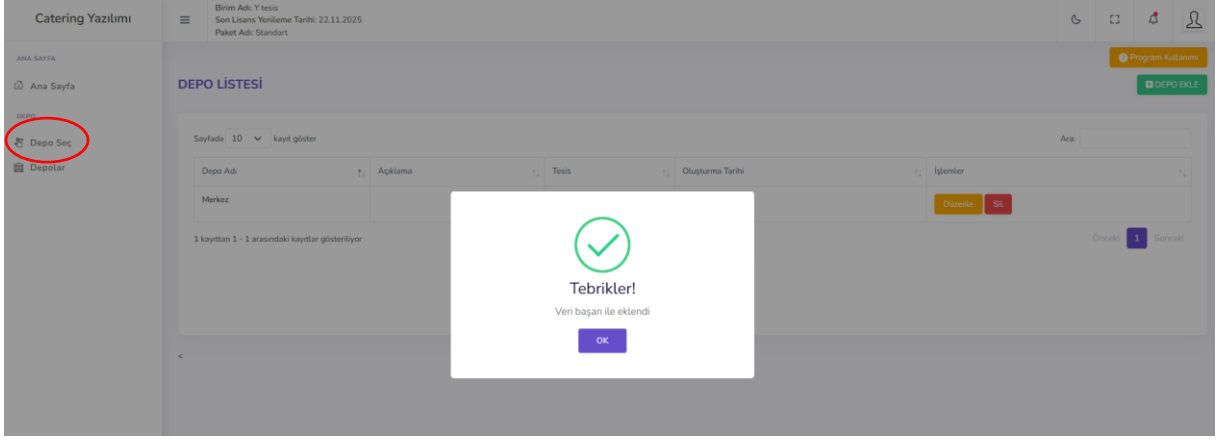 Catering Yazılımı
Birim Adı: Y tesis
Son Lisans Yenileme Tarihi: 22.11.2025
Paket Adı: Standart
Program Kullanımı
ANA SAYFA
Ana Sayfa
DEPO LİSTESİ
DEPO EKLE
DEPO
Depo Seç
Depolar
Sayfada 10 kayıt göster
Ara:
Depo Adı Açıklama Tesis Oluşturma Tarihi İşlemler
Merkez Düzenle Sil
1 kayıttan 1 - 1 arasındaki kayıtlar gösteriliyor
Önceki 1 Sonraki
Tebrikler!
Veri başarı ile eklendi
OK
<